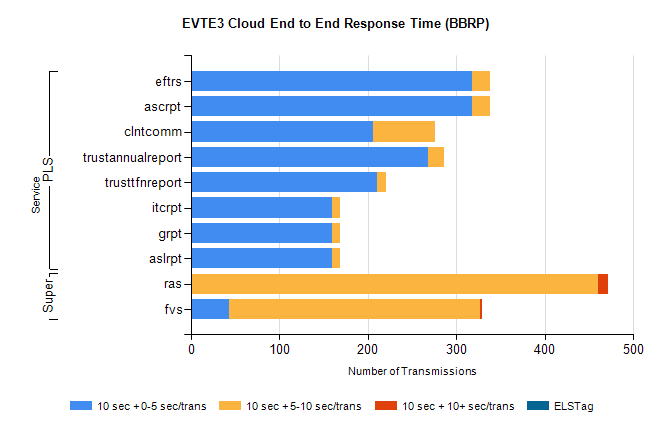 EVTE3 Cloud End to End Response Time (BBRP)
Service
PLS
eftrs
ascrpt
clntcomm
trustannualreport
trusttfnreport
itcrpt
grpt
aslrpt
Super
ras
fvs
0 100 200 300 400 500
Number of Transmissions
10 sec +0-5 sec/trans 10 sec +5-10 sec/trans 10 sec + 10+ sec/trans ELSTag